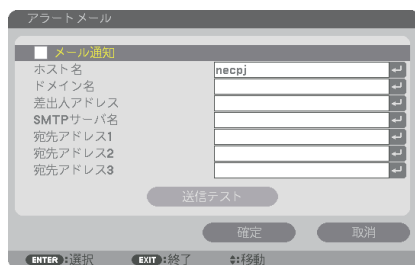 アラートメール
メール通知
ホスト名 necpj
ドメイン名
差出人アドレス
SMTPサーバ名
宛先アドレス1
宛先アドレス2
宛先アドレス3
送信テスト
確定 取消
ENTER:選択 EXIT:終了 :移動